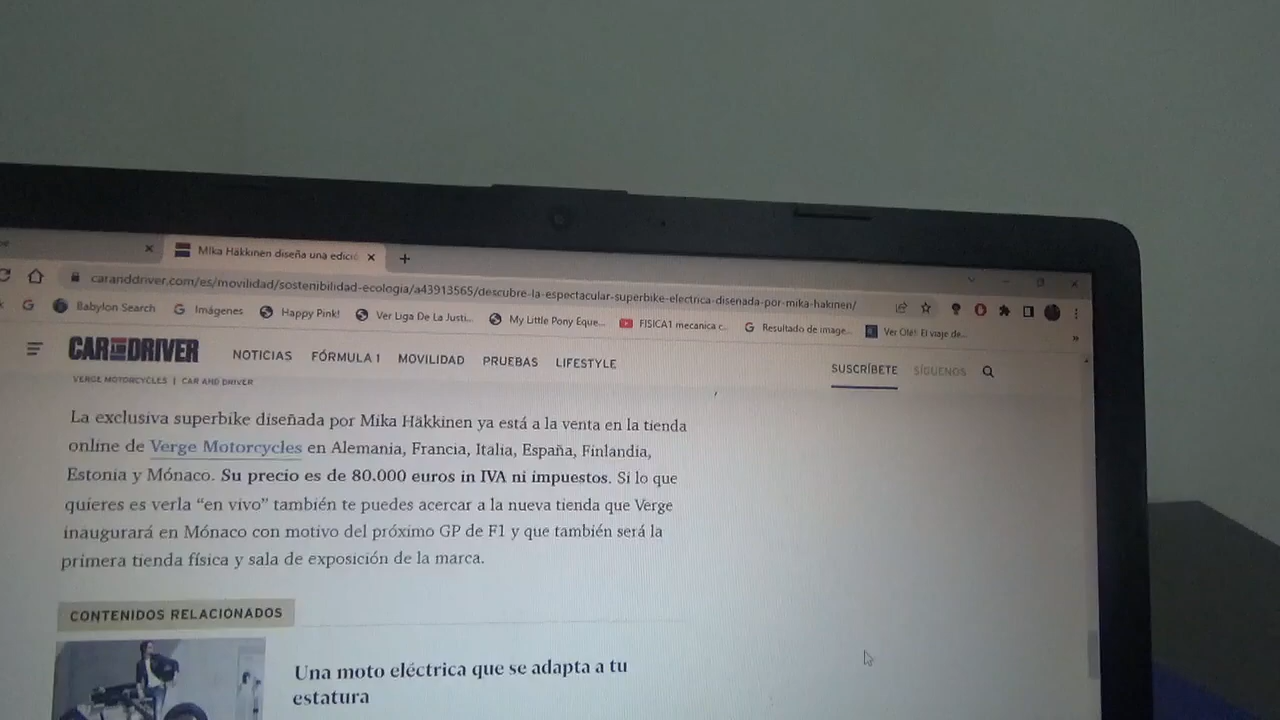 Mika Häkkinen diseña una edició
caranddriver.com/es/movilidad/sostenibilidad-ecologia/a43913565/descubre-la-espectacular-superbike-electrica-disenada-por-mika-hakinen/
Babylon Search
Imágenes
Happy Pink!
Ver Liga De La Justi...
My Little Pony Eque...
FISICA1 mecanica c...
Resultado de image...
Ver Olé! El viaje de...
CAR AND DRIVER
NOTICIAS FÓRMULA 1 MOVILIDAD PRUEBAS LIFESTYLE
SUSCRÍBETE SÍGUENOS
VERGE MOTORCYCLES | CAR AND DRIVER
La exclusiva superbike diseñada por Mika Häkkinen ya está a la venta en la tienda
online de Verge Motorcycles en Alemania, Francia, Italia, España, Finlandia,
Estonia y Mónaco. Su precio es de 80.000 euros in IVA ni impuestos. Si lo que
quieres es verla “en vivo” también te puedes acercar a la nueva tienda que Verge
inaugurará en Mónaco con motivo del próximo GP de F1 y que también será la
primera tienda física y sala de exposición de la marca.
CONTENIDOS RELACIONADOS
Una moto eléctrica que se adapta a tu
estatura